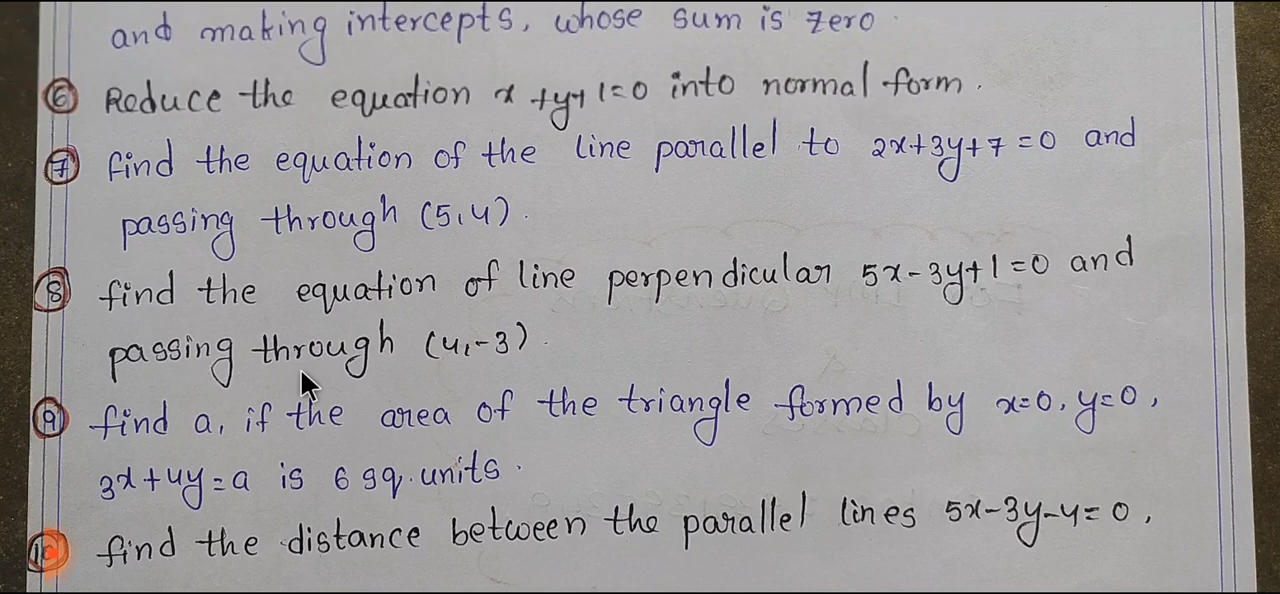 and making intercepts, whose sum is zero
⑥ Reduce the equation x+y+1=0 into normal form.
⑦ find the equation of the line parallel to 2x+3y+7=0 and
passing through (5,4).
⑧ find the equation of line perpendicular 5x-3y+1=0 and
passing through (4,-3).
⑨ find a, if the area of the triangle formed by x=0, y=0,
3x+4y=a is 6 sq.units.
⑩ find the distance between the parallel lines 5x-3y-4=0,